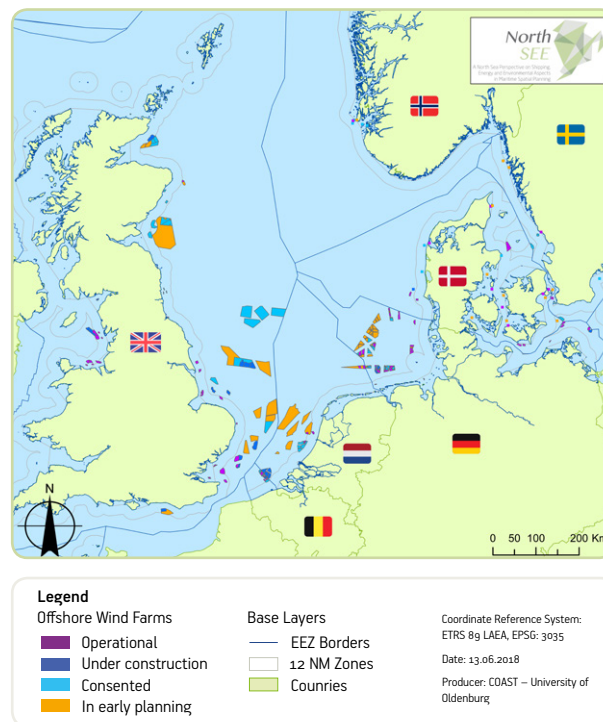 North
SEE
A North Sea Perspective on Shipping,
Energy and Environmental Aspects
in Maritime Spatial Planning
N
0 50 100 200 Km
Legend
Offshore Wind Farms
Operational
Under construction
Consented
In early planning
Base Layers
EEZ Borders
12 NM Zones
Counries
Coordinate Reference System:
ETRS 89 LAEA, EPSG: 3035
Date: 13.06.2018
Producer: COAST – University of
Oldenburg